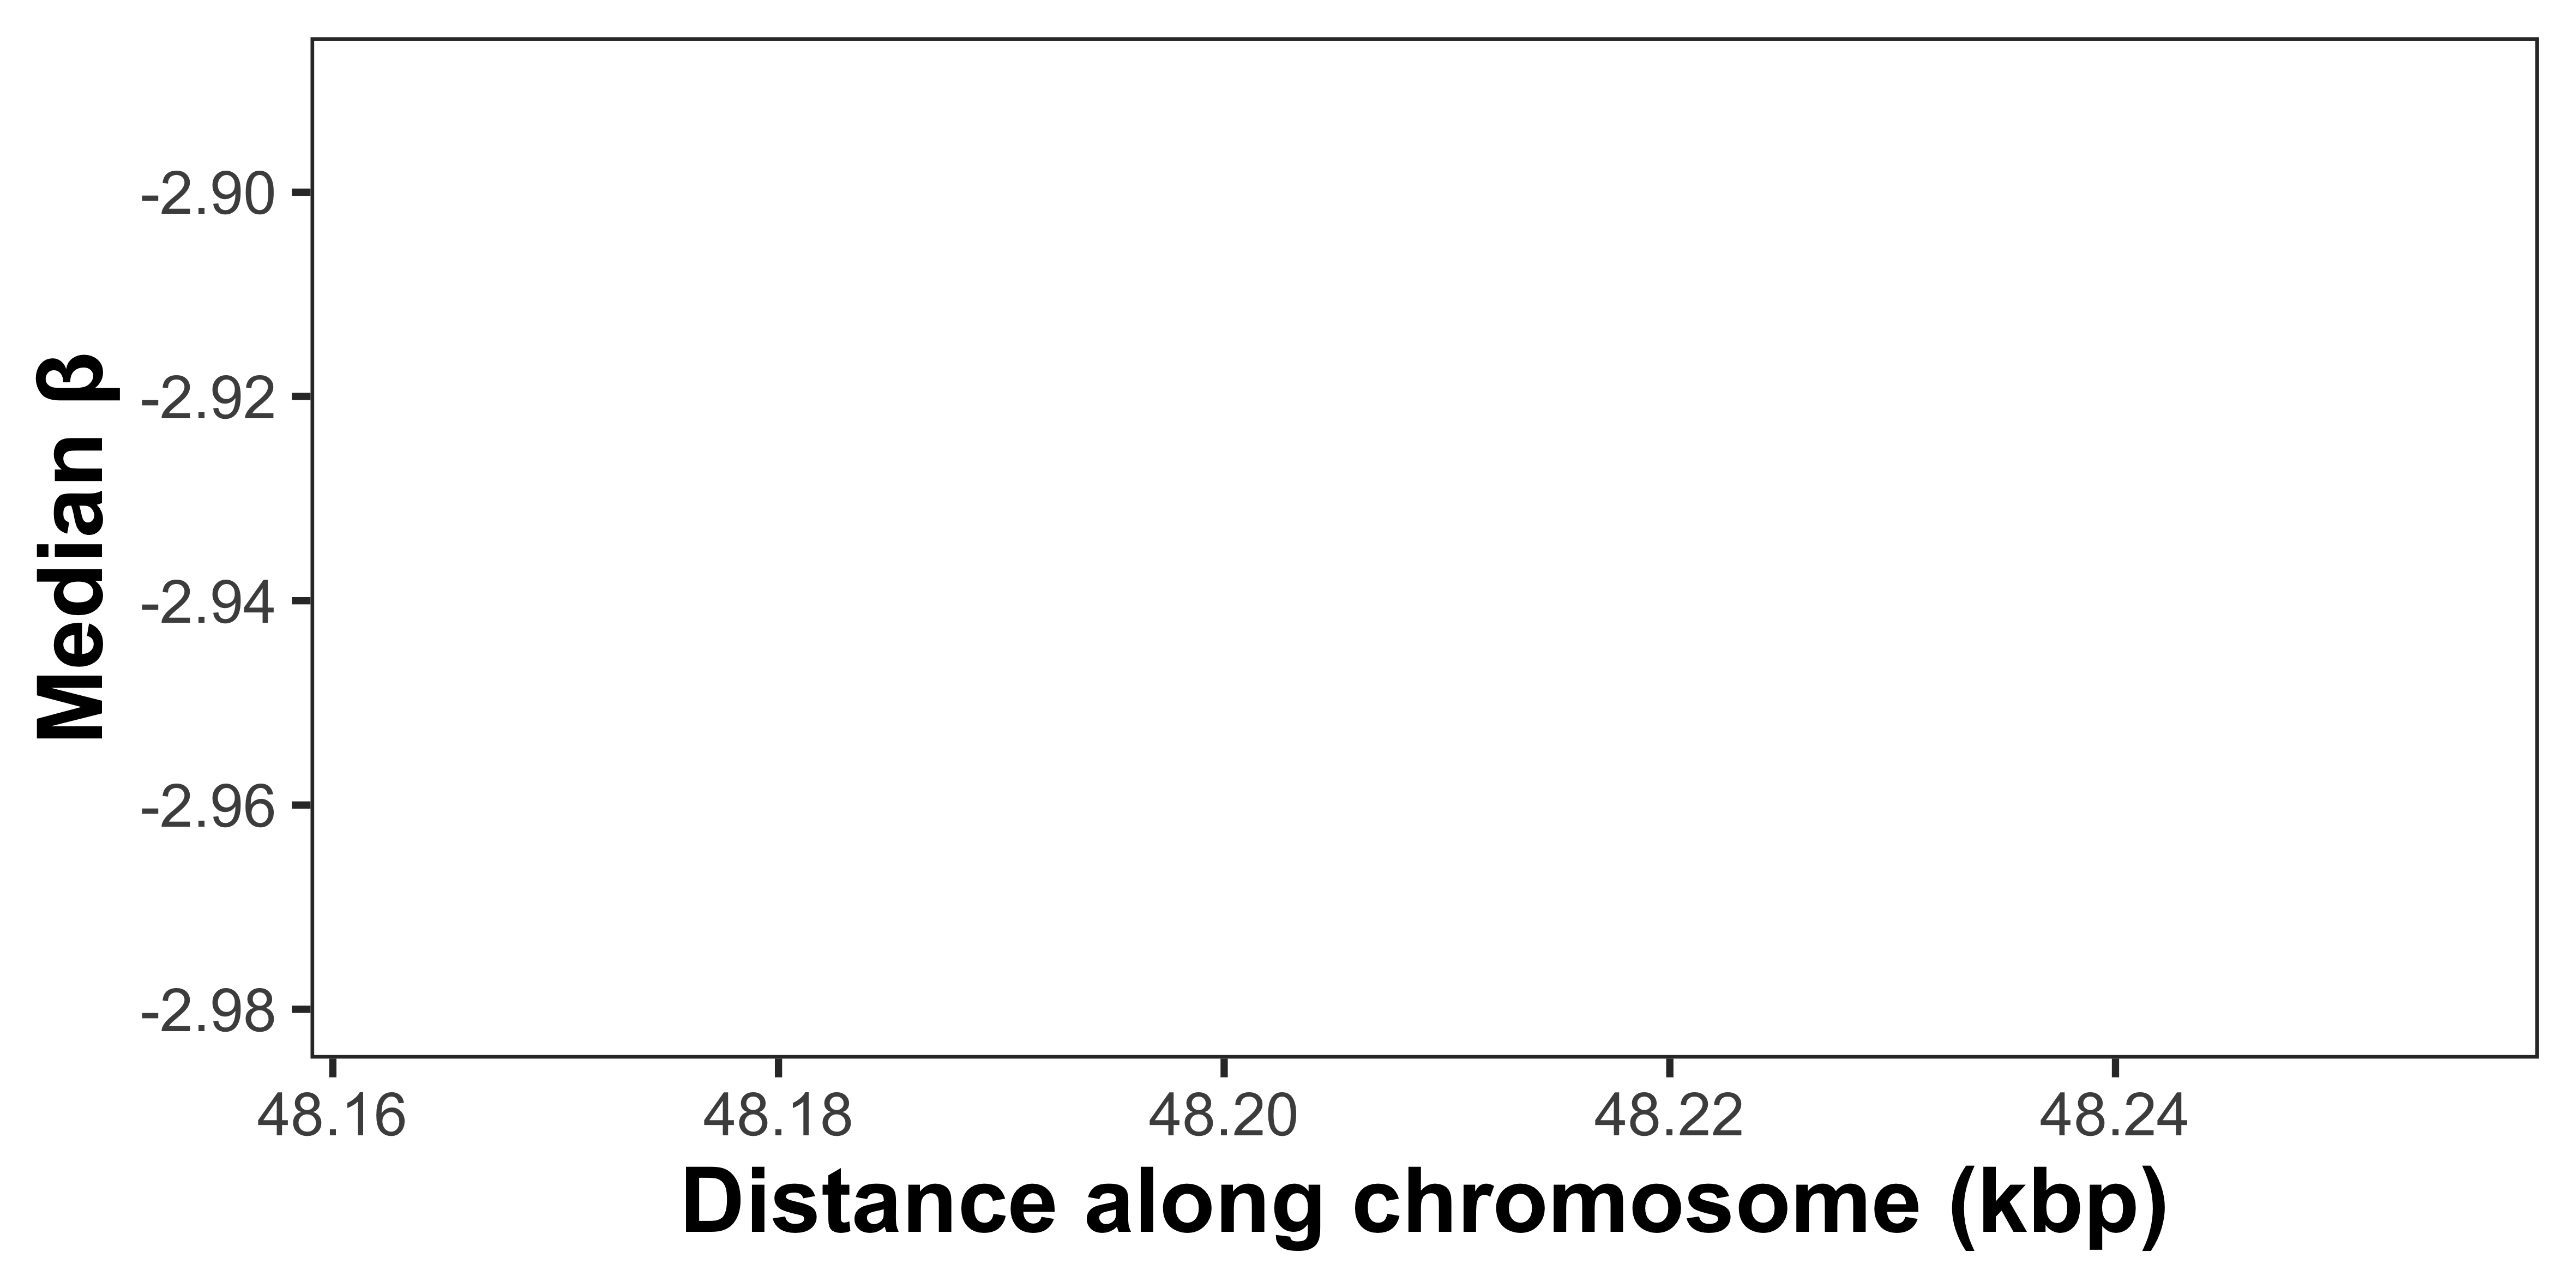 Median β
-2.90
-2.92
-2.94
-2.96
-2.98
48.16 48.18 48.20 48.22 48.24
Distance along chromosome (kbp)